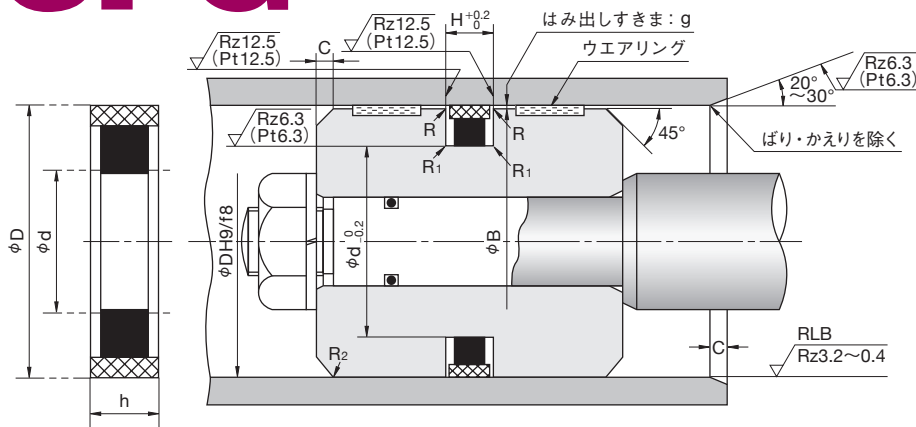 Rz12.5
(Pt12.5)
C
Rz12.5
(Pt12.5)
H +0.2 0
はみ出しすきま：g
ウエアリング
20°
～30°
Rz6.3
(Pt6.3)
Rz6.3
(Pt6.3)
R
R
45°
ばり・かえりを除く
R1
R1
φD
φd
φDH9/f8
φd 0 -0.2
φB
R2
C
RLB
Rz3.2～0.4
h